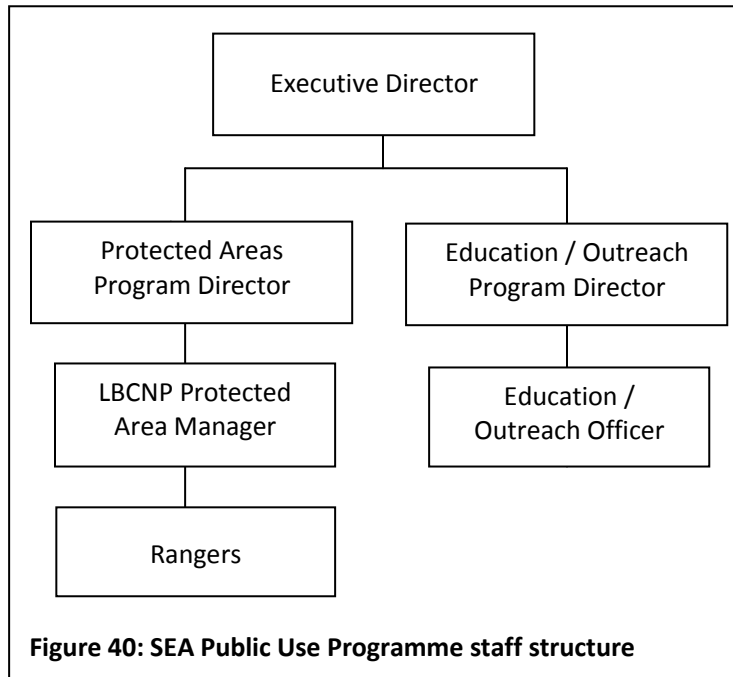 Executive Director
Protected Areas
Program Director
Education / Outreach
Program Director
LBCNP Protected
Area Manager
Education /
Outreach Officer
Rangers
Figure 40: SEA Public Use Programme staff structure